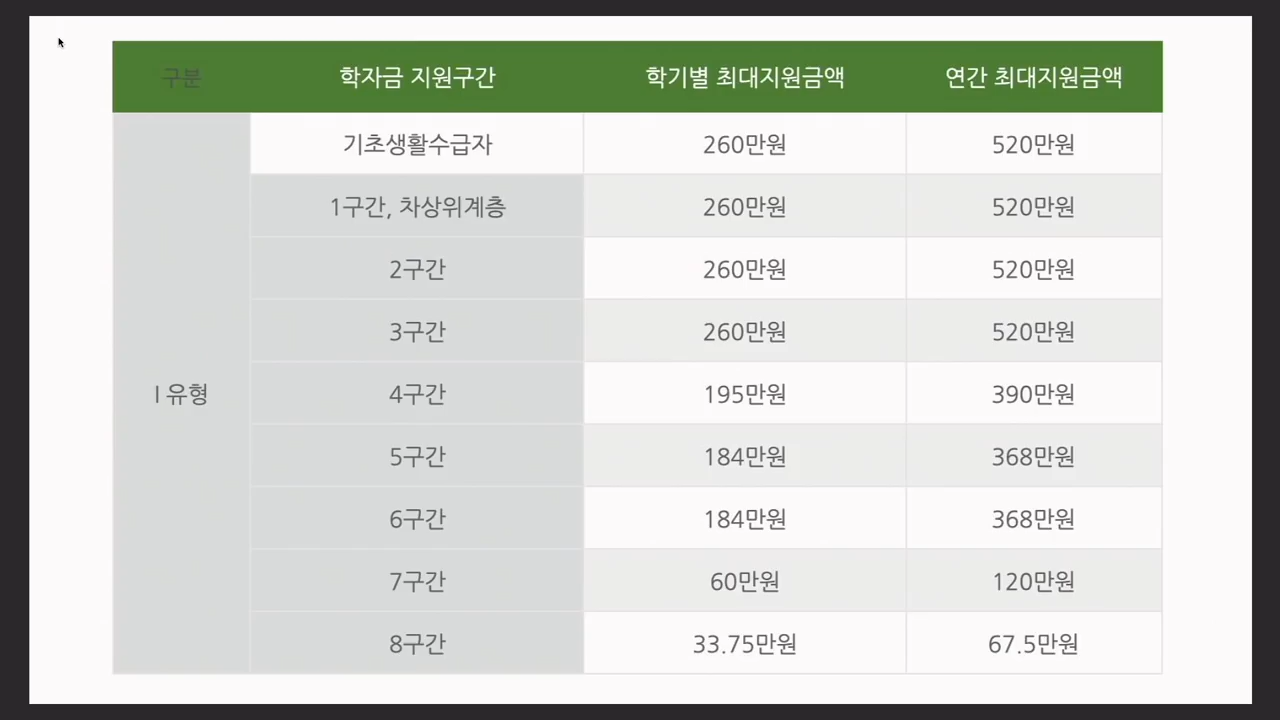 구분 학자금 지원구간 학기별 최대지원금액 연간 최대지원금액
기초생활수급자 260만원 520만원
1구간, 차상위계층 260만원 520만원
2구간 260만원 520만원
3구간 260만원 520만원
I 유형 4구간 195만원 390만원
5구간 184만원 368만원
6구간 184만원 368만원
7구간 60만원 120만원
8구간 33.75만원 67.5만원